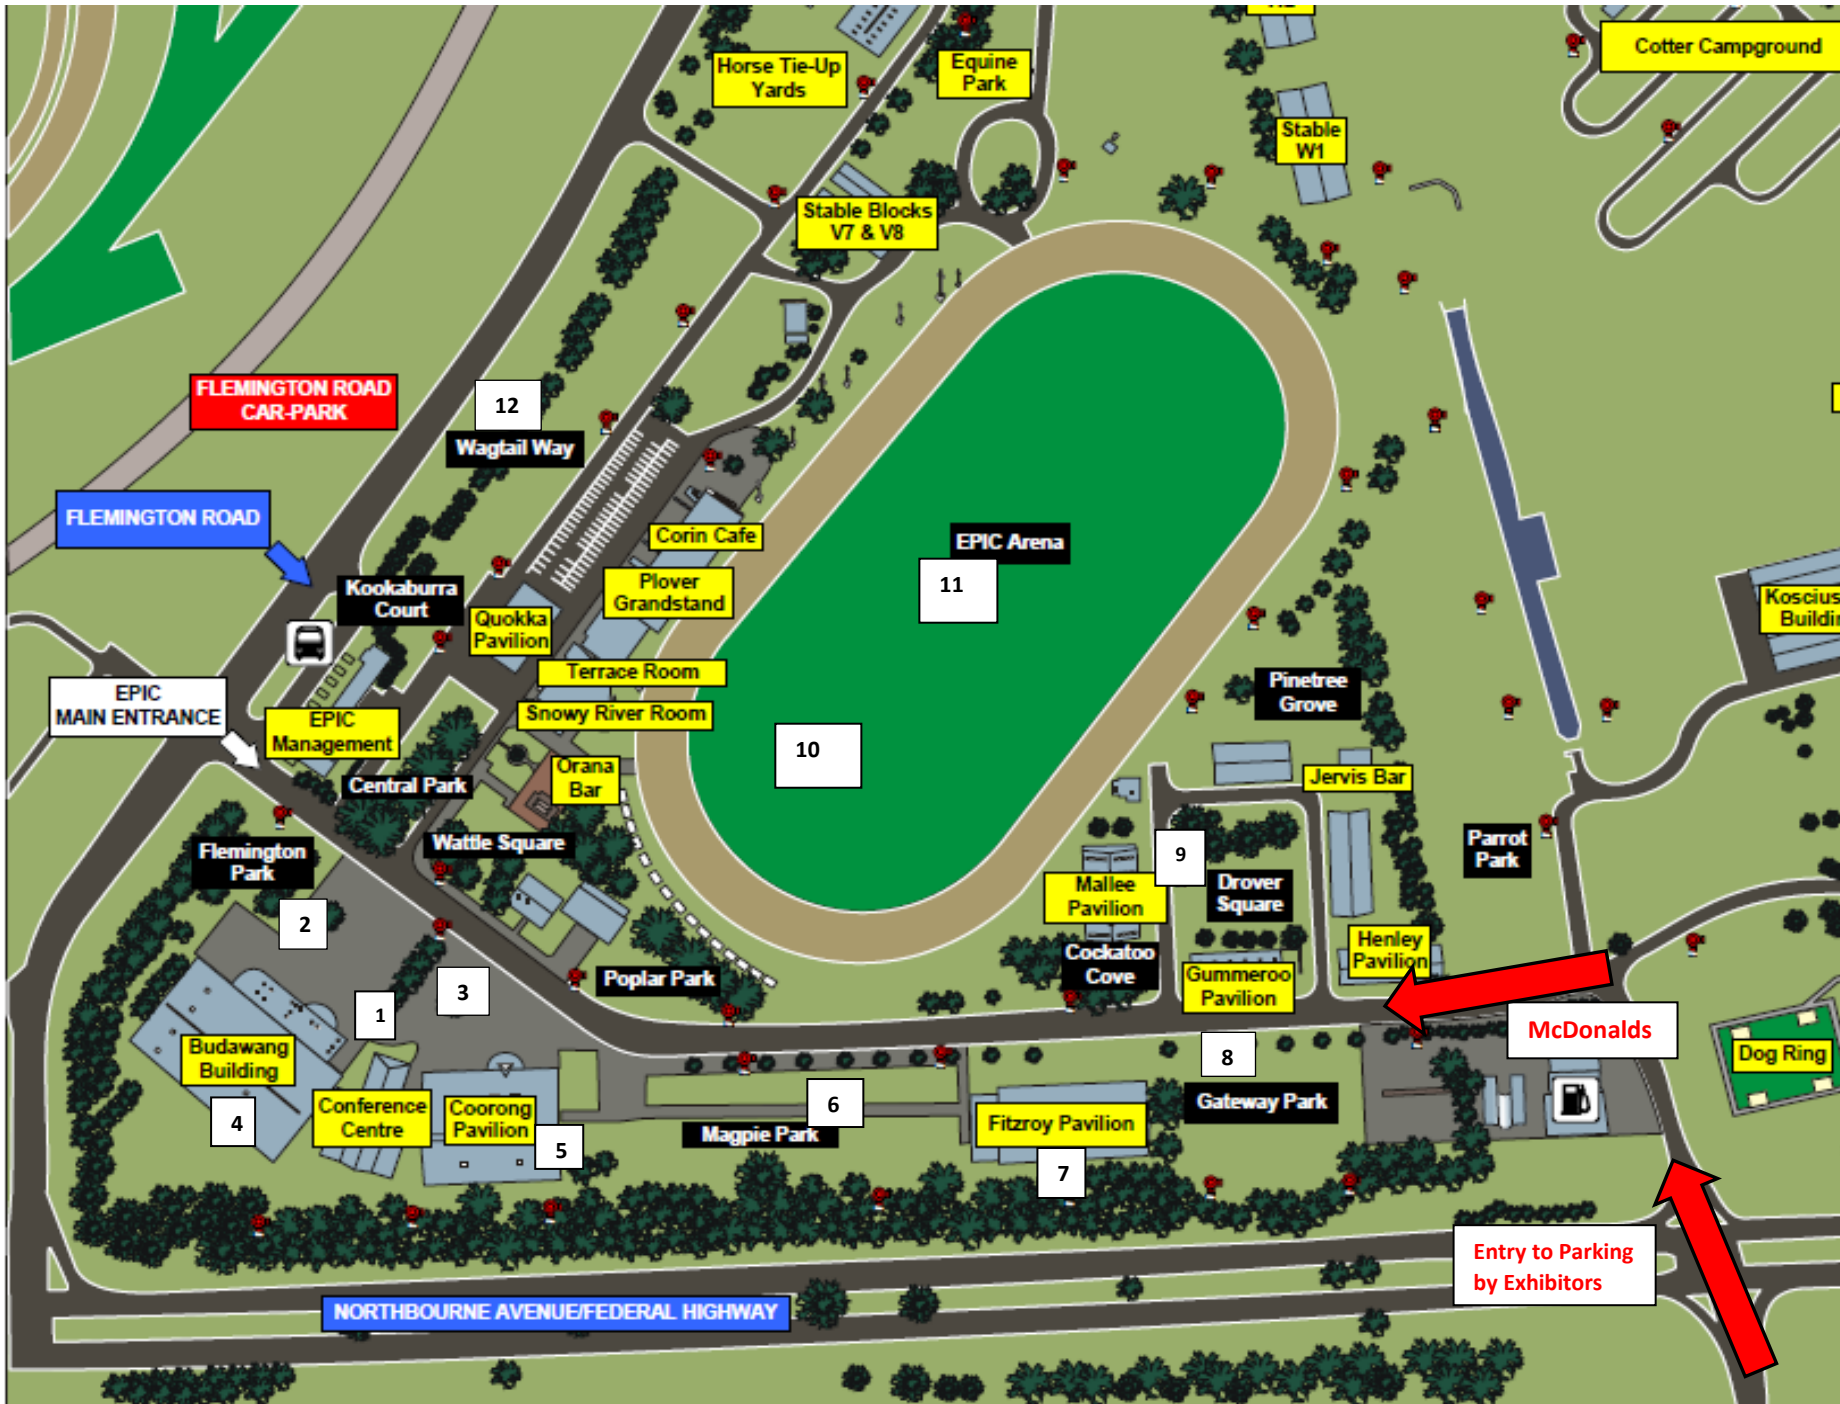 Cotter Campground
Horse Tie-Up
Yards
Equine
Park
Stable
W1
Stable Blocks
V7 & V8
FLEMINGTON ROAD
CAR-PARK
12
Wagtail Way
FLEMINGTON ROAD
Corin Cafe
EPIC Arena
11
Kookaburra
Court
Plover
Grandstand
Quokka
Pavilion
Terrace Room
Snowy River Room
EPIC
MAIN ENTRANCE
EPIC
Management
Pinetree
Grove
10
Orana
Bar
Central Park
Jervis Bar
Wattle Square
Flemington
Park
9
Parrot
Park
Mallee
Pavilion
Drover
Square
2
Henley
Pavilion
Cockatoo
Cove
Poplar Park
Gummeroo
Pavilion
3
1
McDonalds
8
Budawang
Building
Dog Ring
Conference
Centre
Coorong
Pavilion
6
Gateway Park
4
Magpie Park
Fitzroy Pavilion
5
7
Entry to Parking
by Exhibitors
NORTHBOURNE AVENUE/FEDERAL HIGHWAY